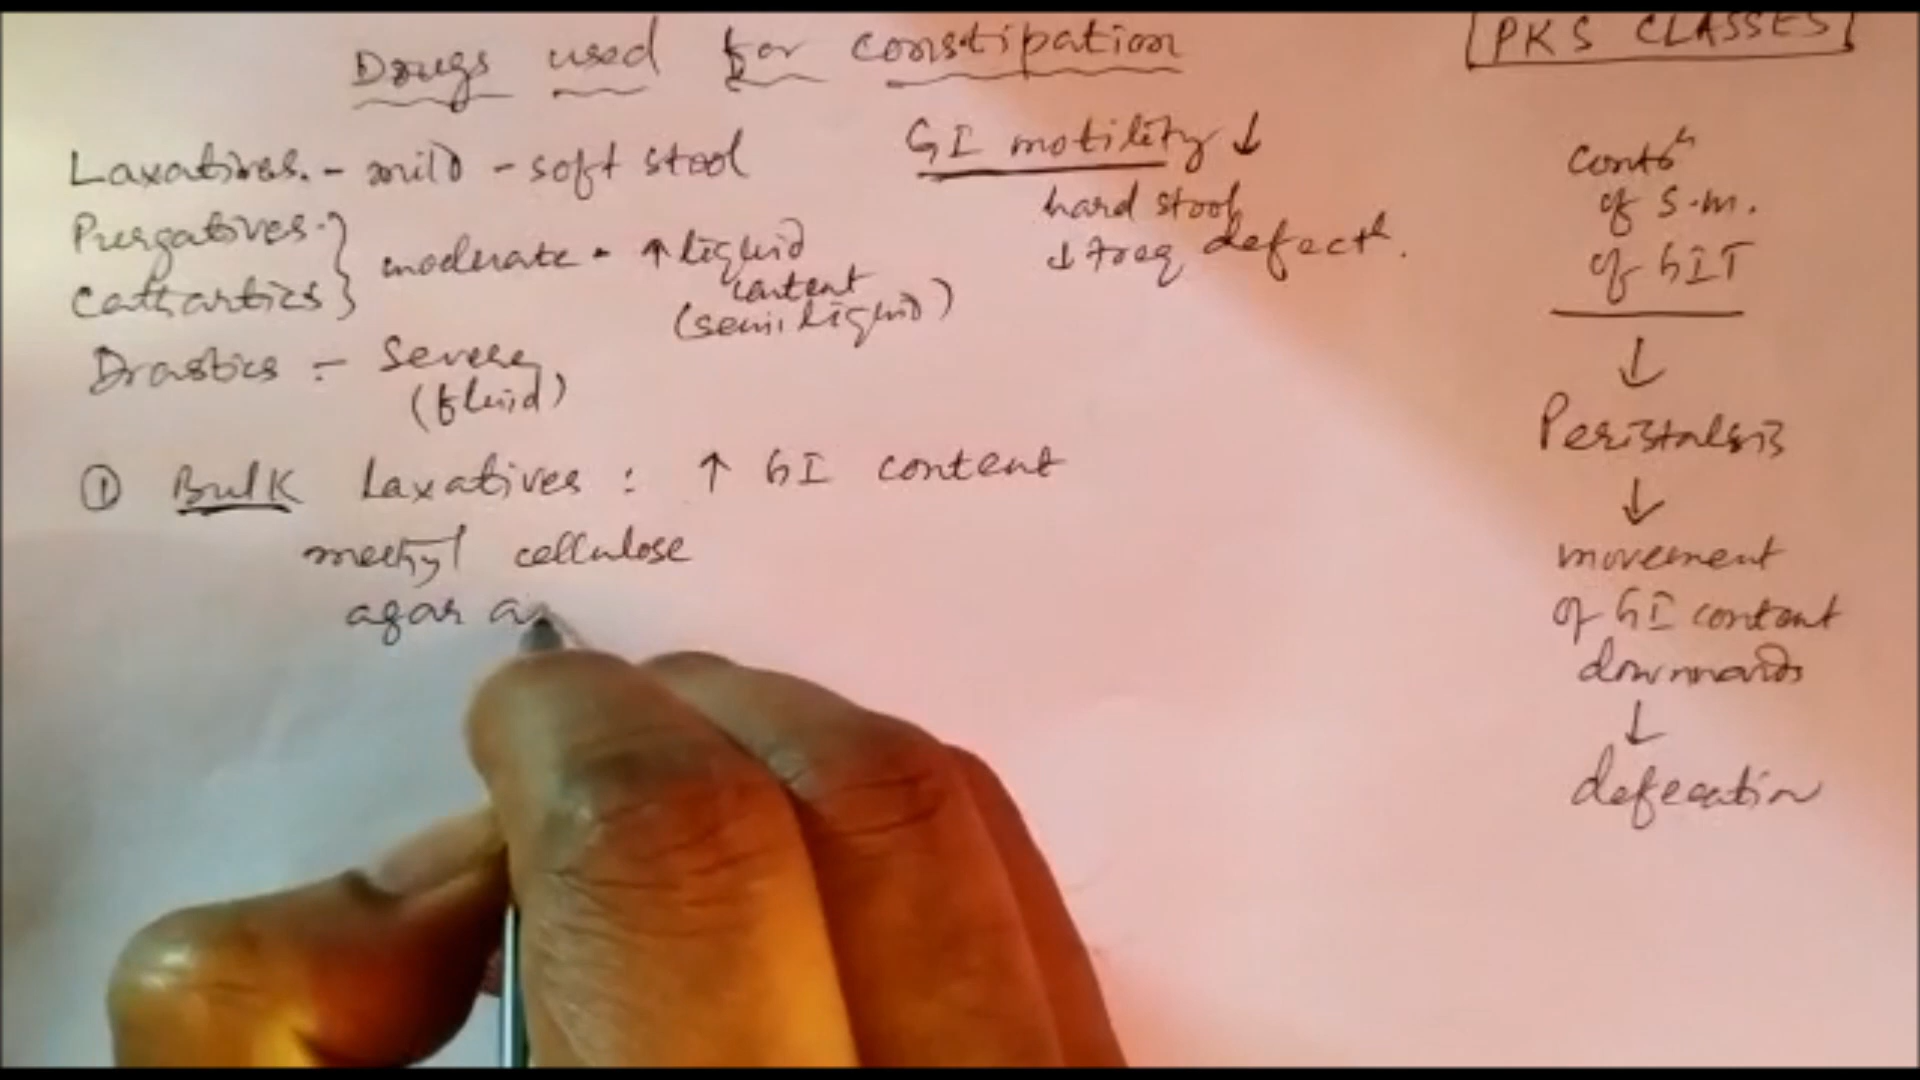 Drugs used for constipation
PKS CLASSES
Laxatives. - mild - soft stool
Purgatives.
Cathartics } moderate - ↑ liquid
content
(semi liquid)
Drastics :- Severe
(fluid)
GI motility ↓
hard stool
↓ freq defectⁿ.
① Bulk Laxatives : ↑ GI content
methyl cellulose
agar a
Contrⁿ
of S.m.
of GIT
↓
Peristalsis
↓
movement
of GI content
downwards
↓
defecation